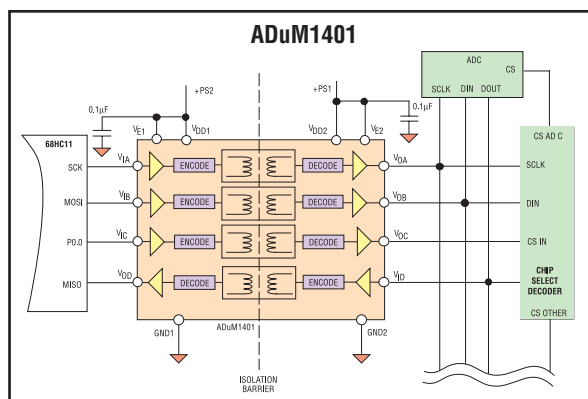 ADuM1401
ADC
CS
SCLK DIN DOUT
+PS2
+PS1
0.1µF
0.1µF
VE1
VDD1
VDD2
VE2
68HC11
CS AD C
SCK
VIA
ENCODE
DECODE
VOA
SCLK
MOSI
VIB
ENCODE
DECODE
VOB
DIN
P0.0
VIC
ENCODE
DECODE
VOC
CS IN
MISO
VOD
DECODE
ENCODE
VID
CHIP
SELECT
DECODER
CS OTHER
GND1
ADuM1401
GND2
ISOLATION
BARRIER